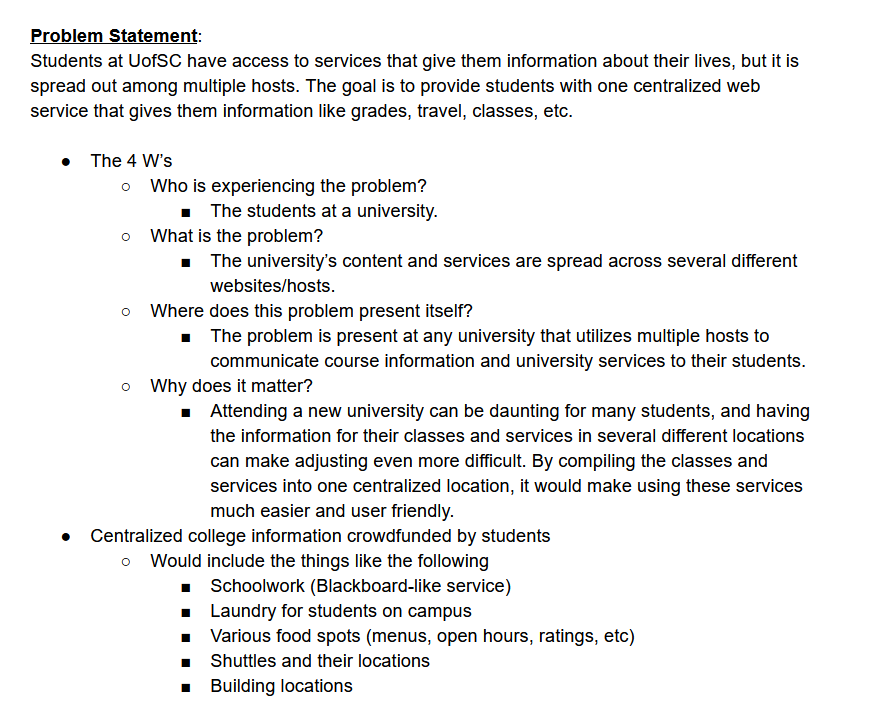 Problem Statement:
Students at UofSC have access to services that give them information about their lives, but it is
spread out among multiple hosts. The goal is to provide students with one centralized web
service that gives them information like grades, travel, classes, etc.
● The 4 W's
○ Who is experiencing the problem?
■ The students at a university.
○ What is the problem?
■ The university's content and services are spread across several different
websites/hosts.
○ Where does this problem present itself?
■ The problem is present at any university that utilizes multiple hosts to
communicate course information and university services to their students.
○ Why does it matter?
■ Attending a new university can be daunting for many students, and having
the information for their classes and services in several different locations
can make adjusting even more difficult. By compiling the classes and
services into one centralized location, it would make using these services
much easier and user friendly.
● Centralized college information crowdfunded by students
○ Would include the things like the following
■ Schoolwork (Blackboard-like service)
■ Laundry for students on campus
■ Various food spots (menus, open hours, ratings, etc)
■ Shuttles and their locations
■ Building locations